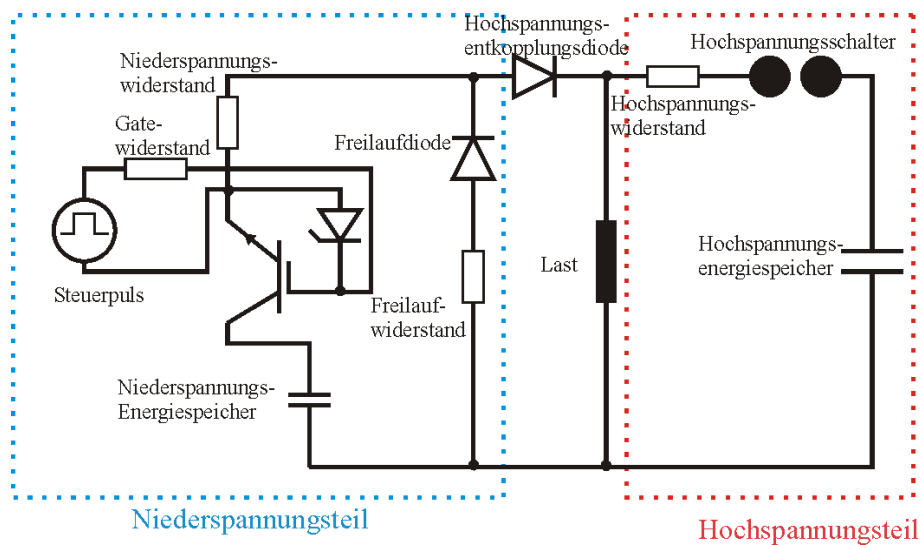 Hochspannungs-
entkopplungsdiode
Hochspannungsschalter
Niederspannungs-
widerstand
Hochspannungs-
widerstand
Gate-
widerstand
Freilaufdiode
Steuerpuls
Last
Hochspannungs-
energiespeicher
Freilauf-
widerstand
Niederspannungs-
Energiespeicher
Niederspannungsteil
Hochspannungsteil